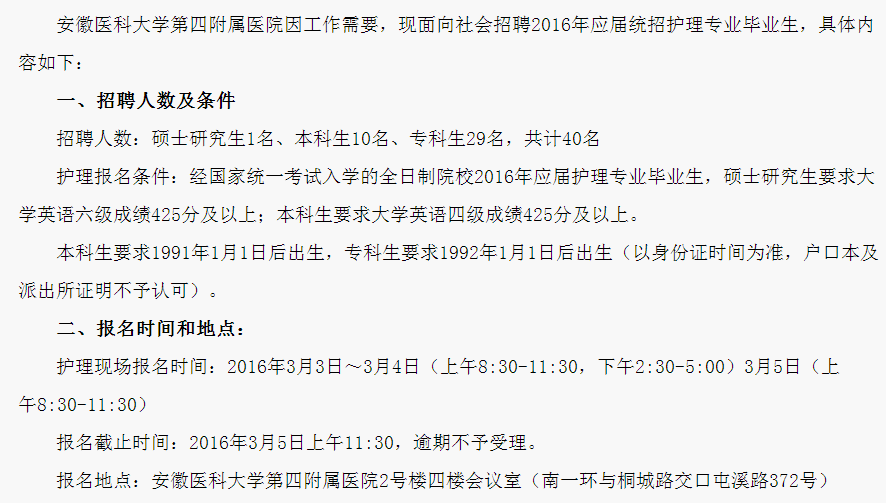 安徽医科大学第四附属医院因工作需要，现面向社会招聘2016年应届统招护理专业毕业生，具体内
容如下：
一、招聘人数及条件
招聘人数：硕士研究生1名、本科生10名、专科生29名，共计40名
护理报名条件：经国家统一考试入学的全日制院校2016年应届护理专业毕业生，硕士研究生要求大
学英语六级成绩425分及以上；本科生要求大学英语四级成绩425分及以上。
本科生要求1991年1月1日后出生，专科生要求1992年1月1日后出生（以身份证时间为准，户口本及
派出所证明不予认可）。
二、报名时间和地点：
护理现场报名时间：2016年3月3日～3月4日（上午8:30-11:30，下午2:30-5:00）3月5日（上
午8:30-11:30）
报名截止时间：2016年3月5日上午11:30，逾期不予受理。
报名地点：安徽医科大学第四附属医院2号楼四楼会议室（南一环与桐城路交口屯溪路372号）